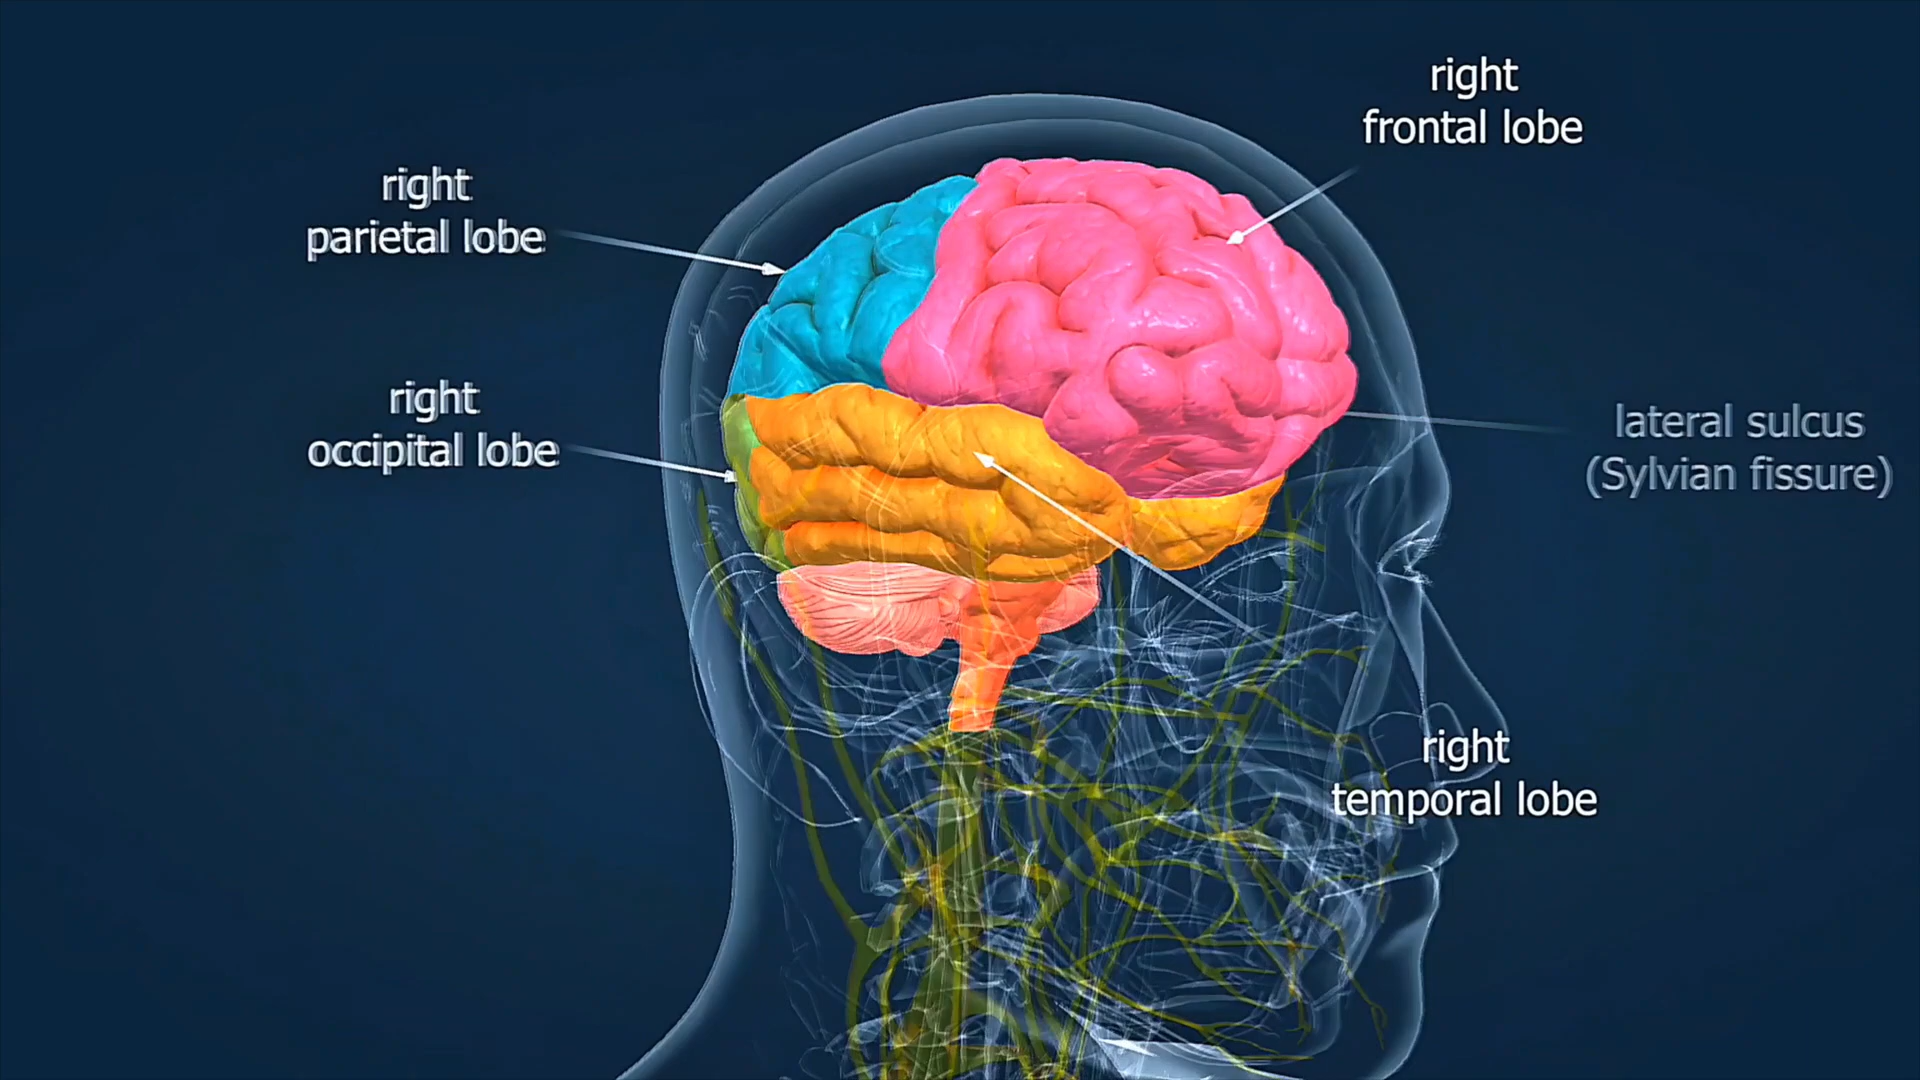 right
frontal lobe
right
parietal lobe
right
occipital lobe
lateral sulcus
(Sylvian fissure)
right
temporal lobe